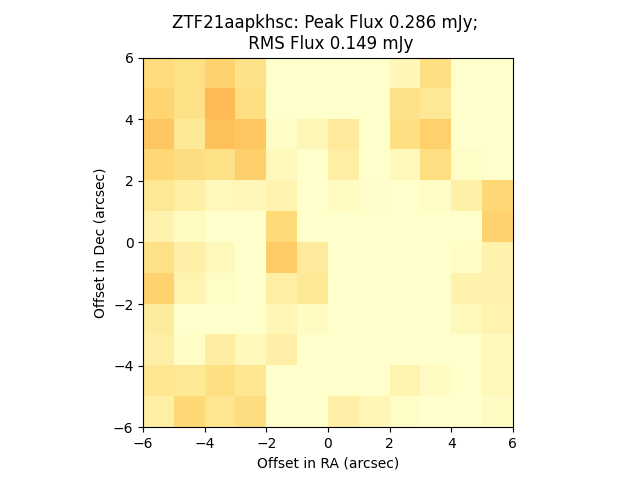 ZTF21aapkhsc: Peak Flux 0.286 mJy;
RMS Flux 0.149 mJy
6
4
2
0
−2
−4
−6
Offset in Dec (arcsec)
−6 −4 −2 0 2 4 6
Offset in RA (arcsec)